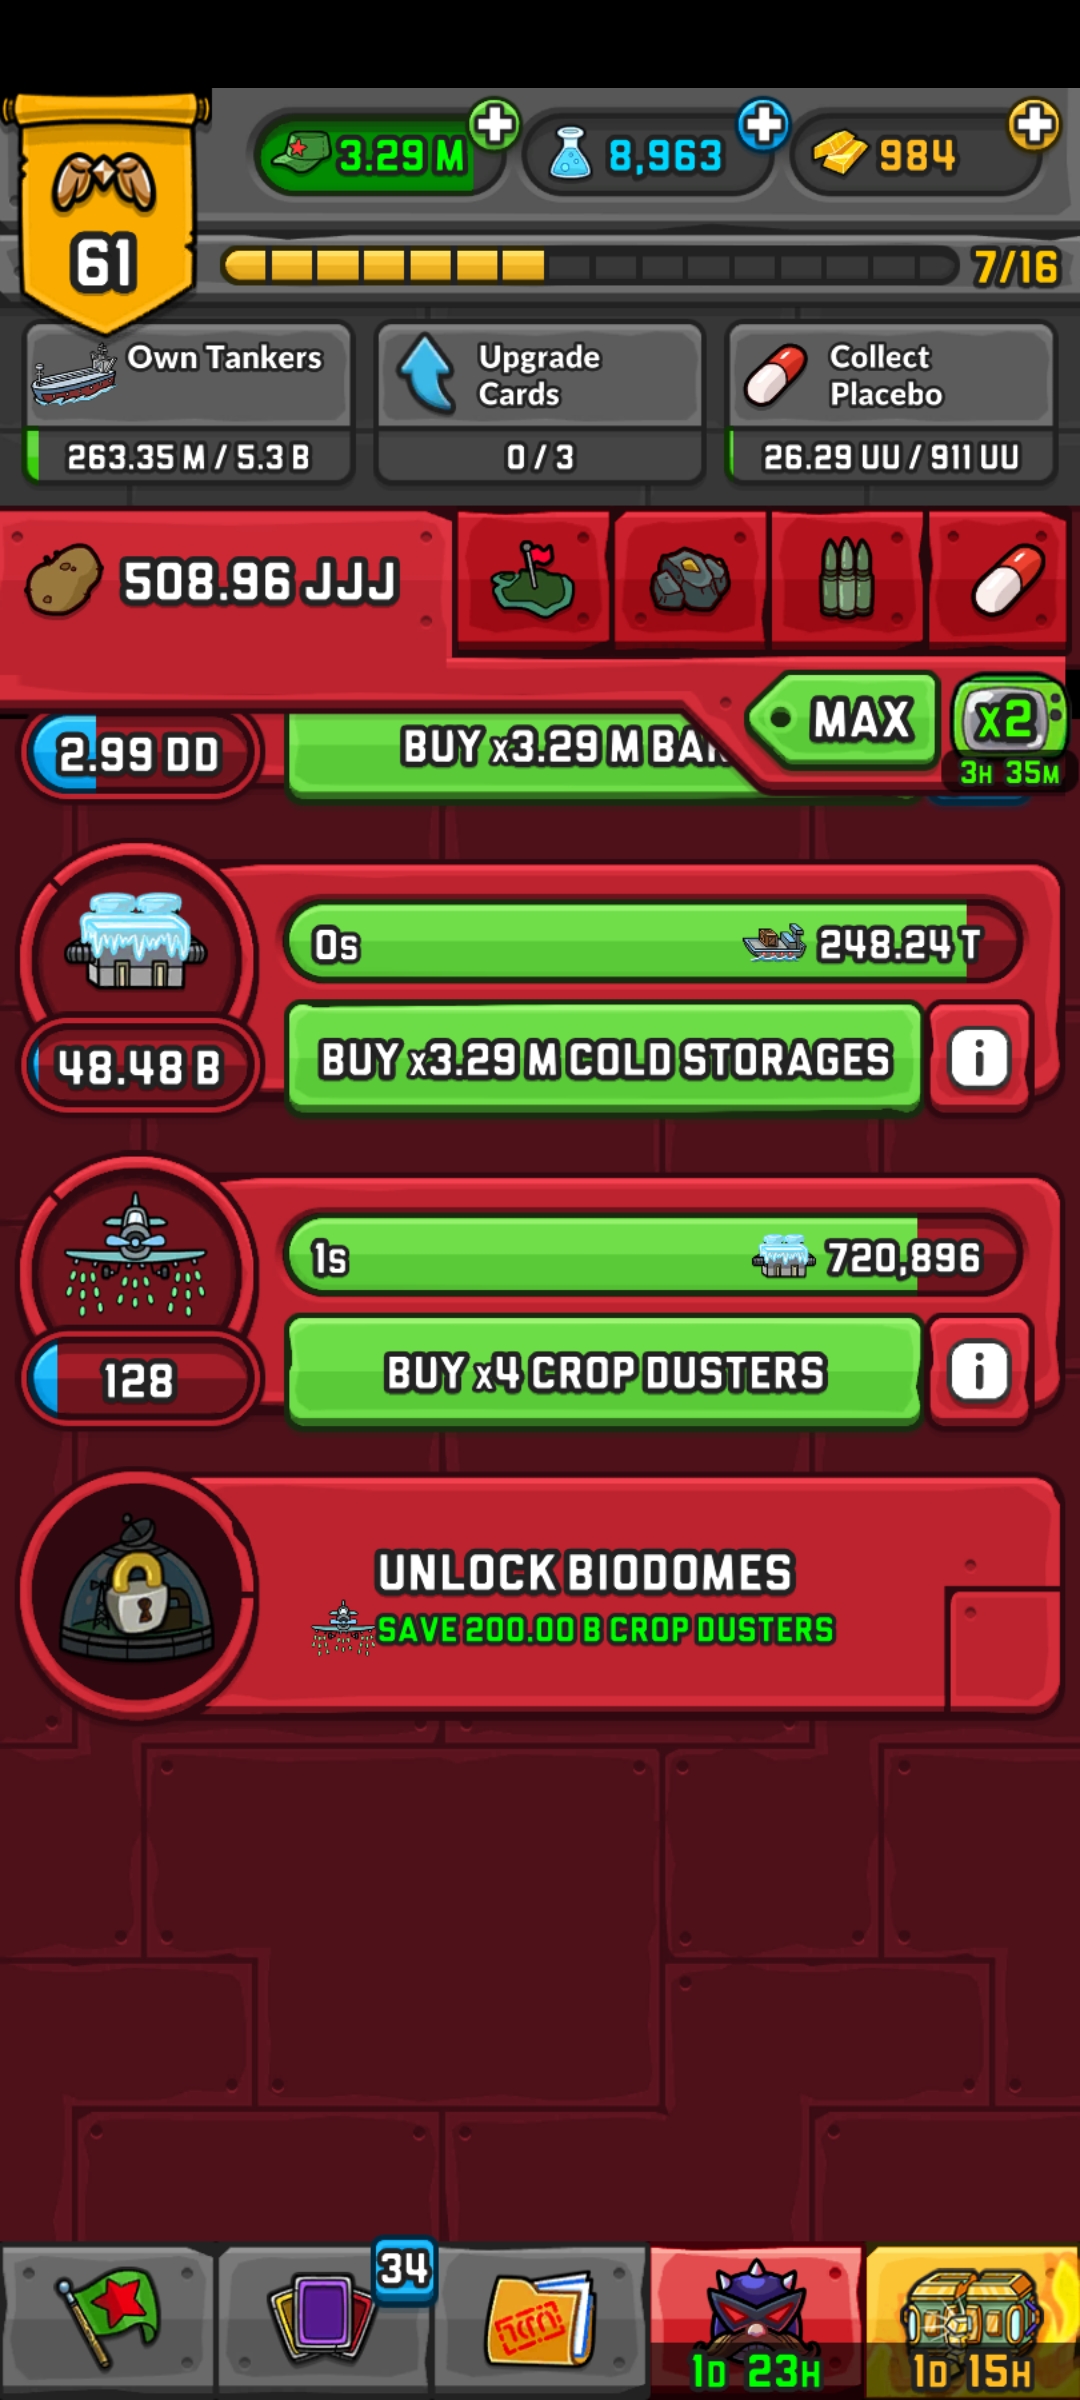 3.29 M
8,963
984
61
7/16
Own Tankers
263.35 M / 5.3 B
Upgrade
Cards
0 / 3
Collect
Placebo
26.29 UU / 911 UU
508.96 JJJ
MAX
x2
3H 35M
2.99 DD
BUY x3.29 M
0s
248.24 T
48.48 B
BUY x3.29 M COLD STORAGES
i
1s
720,896
128
BUY x4 CROP DUSTERS
i
UNLOCK BIODOMES
SAVE 200.00 B CROP DUSTERS
34
1D 23H
1D 15H